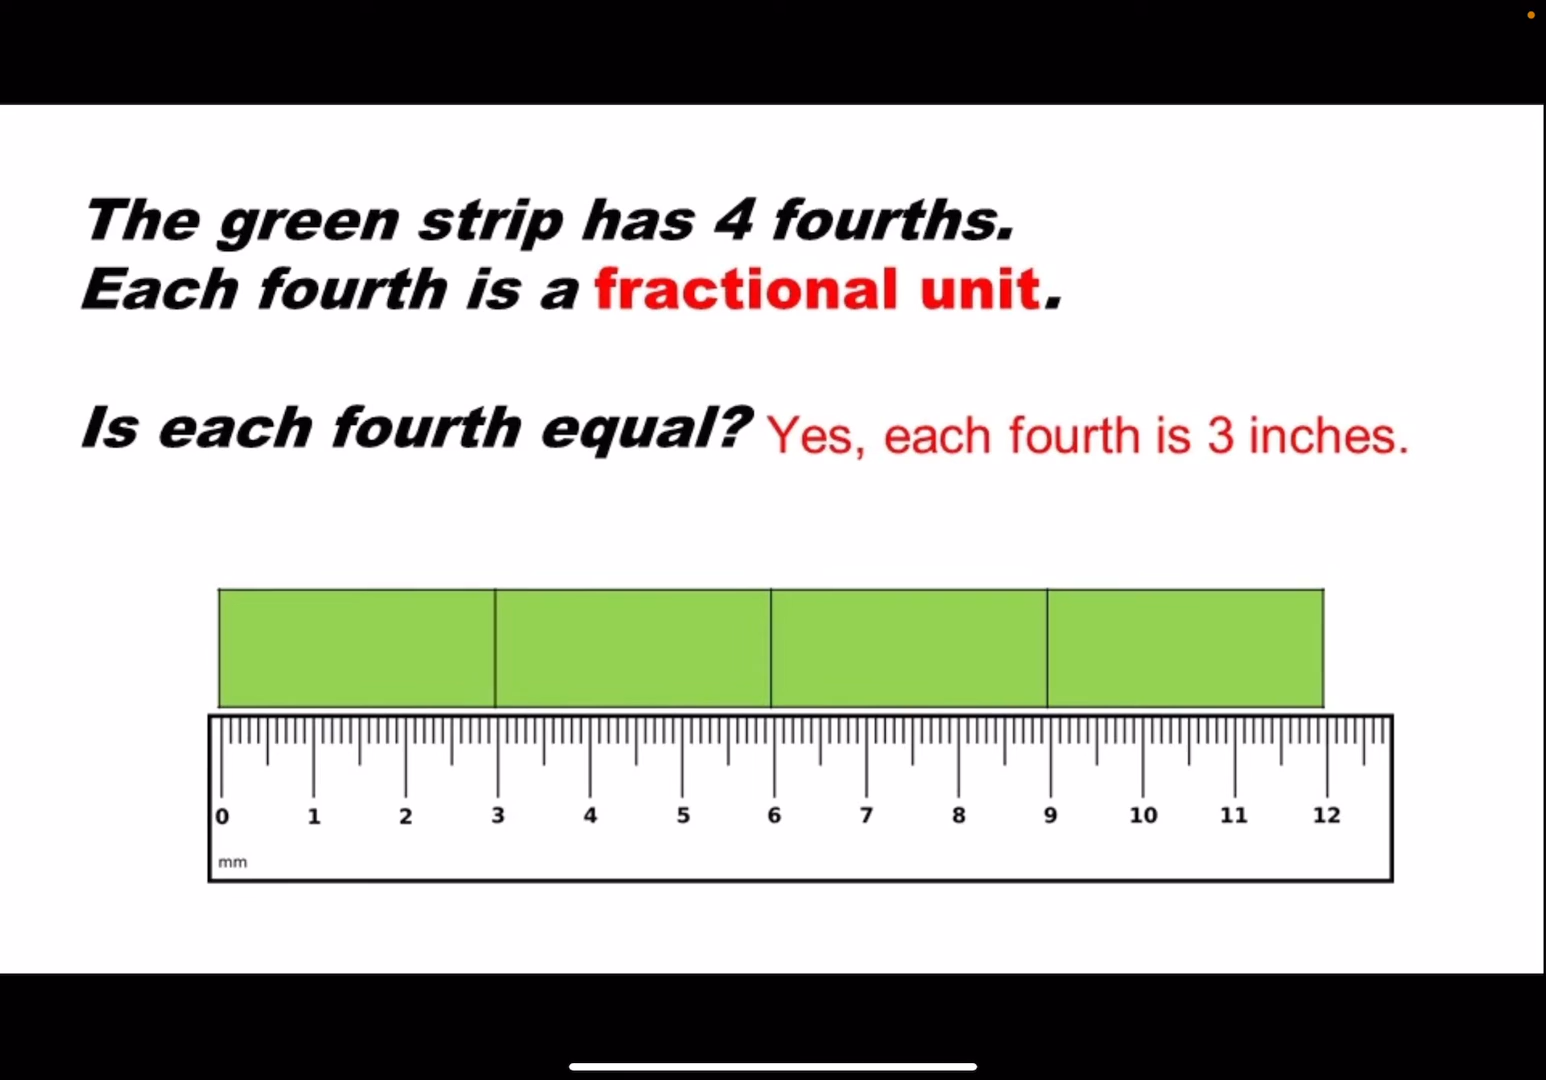 The green strip has 4 fourths.
Each fourth is a fractional unit.
Is each fourth equal? Yes, each fourth is 3 inches.
0 1 2 3 4 5 6 7 8 9 10 11 12
mm